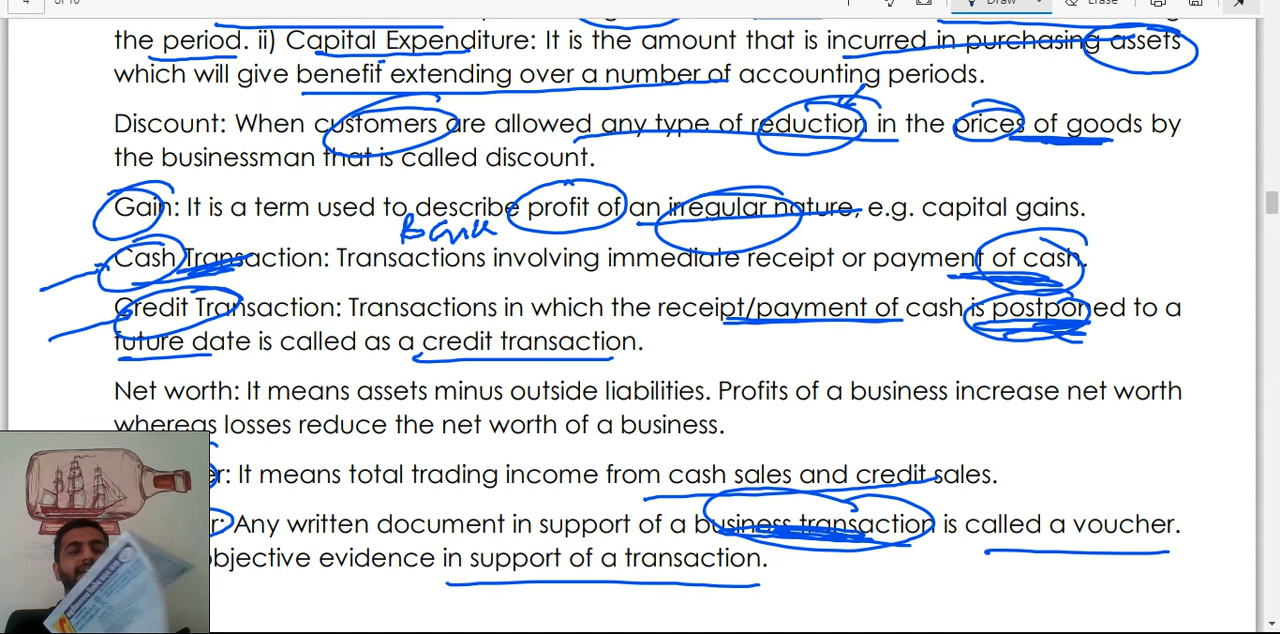 4
of 10
Draw
Erase
the period. ii) Capital Expenditure: It is the amount that is incurred in purchasing assets
which will give benefit extending over a number of accounting periods.
Discount: When customers are allowed any type of reduction in the prices of goods by
the businessman that is called discount.
Gain: It is a term used to describe profit of an irregular nature, e.g. capital gains.
Bank
Cash Transaction: Transactions involving immediate receipt or payment of cash.
Credit Transaction: Transactions in which the receipt/payment of cash is postponed to a
future date is called as a credit transaction.
Net worth: It means assets minus outside liabilities. Profits of a business increase net worth
whereas losses reduce the net worth of a business.
r: It means total trading income from cash sales and credit sales.
r: Any written document in support of a business transaction is called a voucher.
bjective evidence in support of a transaction.